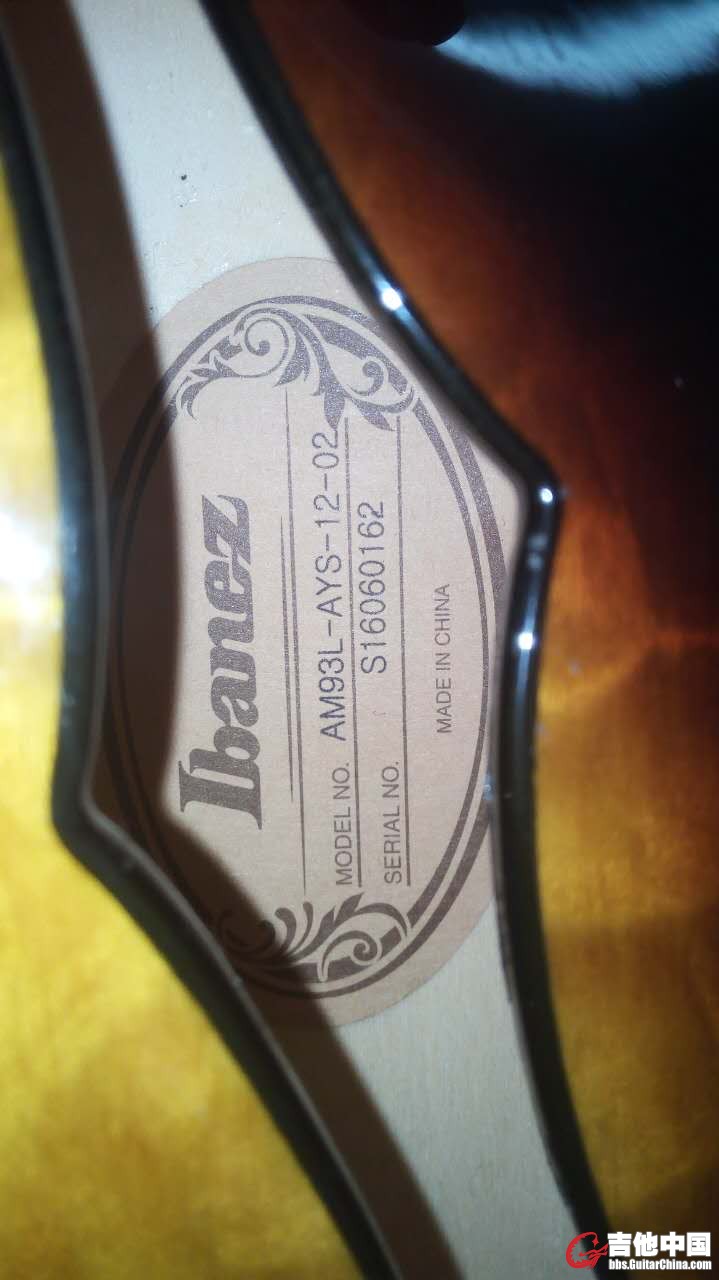 Ibanez
MODEL NO. AM93L-AYS-12-02
SERIAL NO. S16060162
MADE IN CHINA
吉他中国
bbs.GuitarChina.com